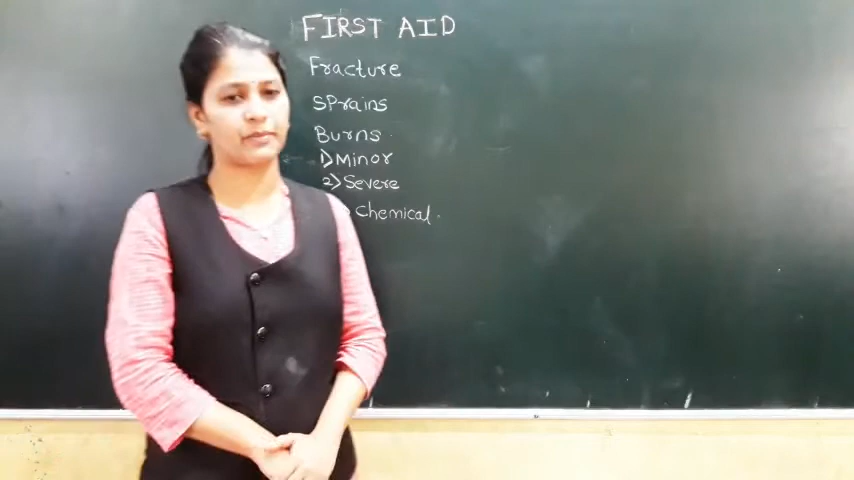 FIRST AID
Fracture
SPrains
Burns
1)Minor
2)Severe
Chemical.